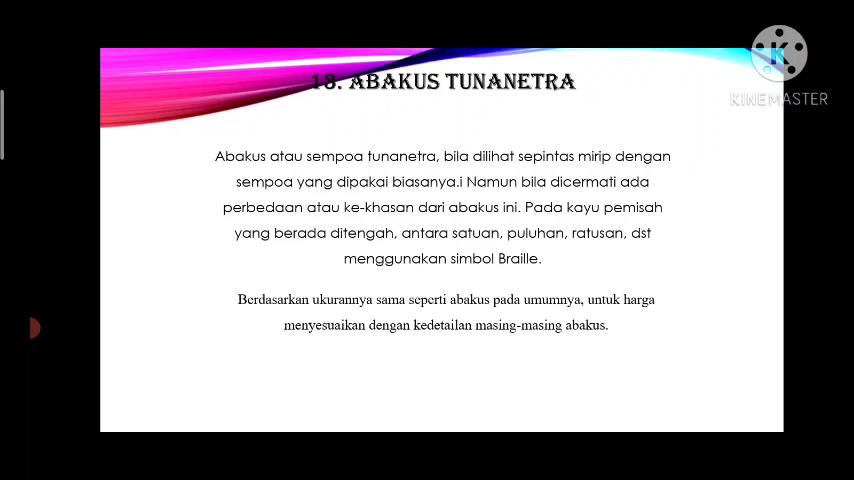 13. ABAKUS TUNANETRA
K
KINEMASTER
Abakus atau sempoa tunanetra, bila dilihat sepintas mirip dengan
sempoa yang dipakai biasanya.i Namun bila dicermati ada
perbedaan atau ke-khasan dari abakus ini. Pada kayu pemisah
yang berada ditengah, antara satuan, puluhan, ratusan, dst
menggunakan simbol Braille.
Berdasarkan ukurannya sama seperti abakus pada umumnya, untuk harga
menyesuaikan dengan kedetailan masing-masing abakus.